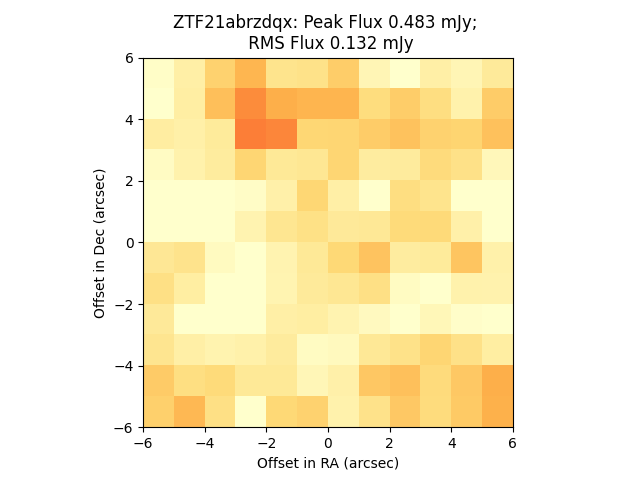 ZTF21abrzdqx: Peak Flux 0.483 mJy;
RMS Flux 0.132 mJy
6
4
2
0
−2
−4
−6
Offset in Dec (arcsec)
−6 −4 −2 0 2 4 6
Offset in RA (arcsec)